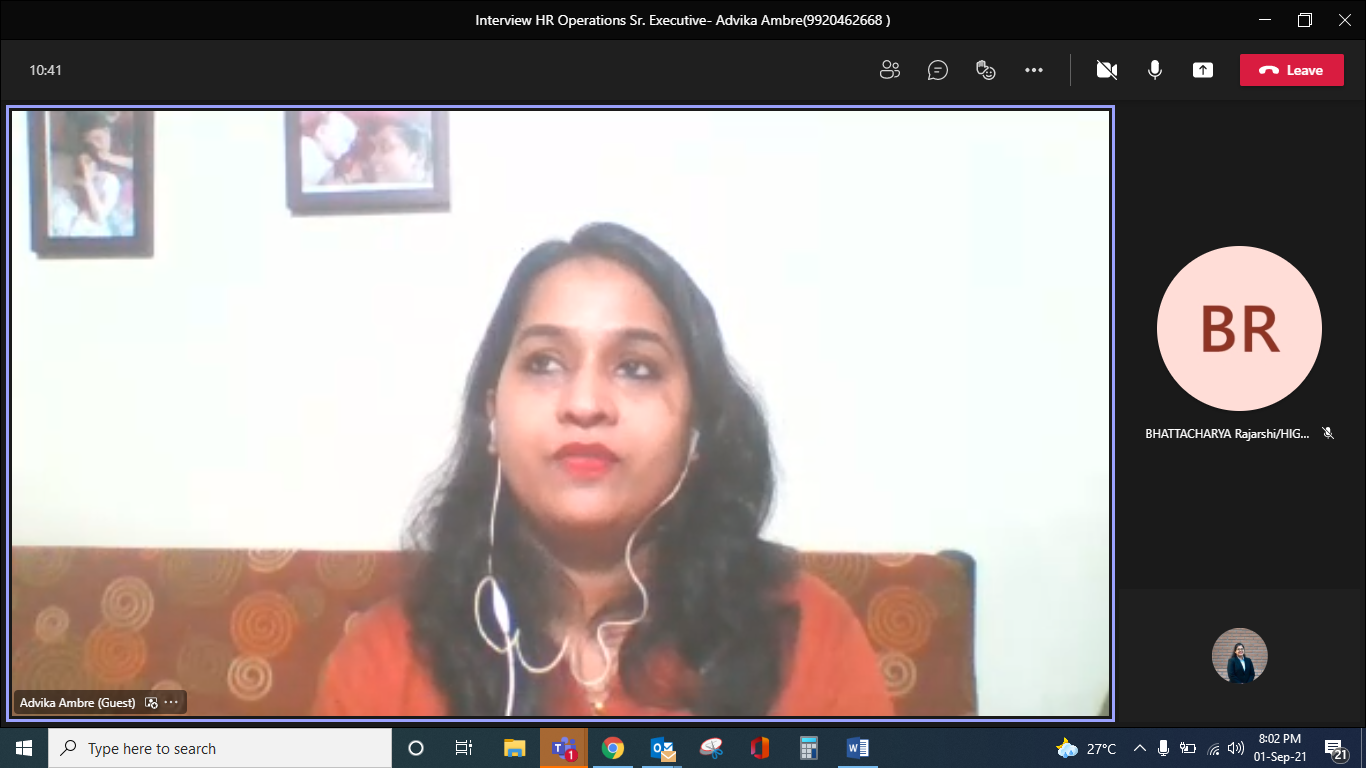 Interview HR Operations Sr. Executive- Advika Ambre(9920462668 )
10:41
Leave
BR
BHATTACHARYA Rajarshi/HIG...
Advika Ambre (Guest)
Type here to search
1
27°C
8:02 PM
01-Sep-21
21